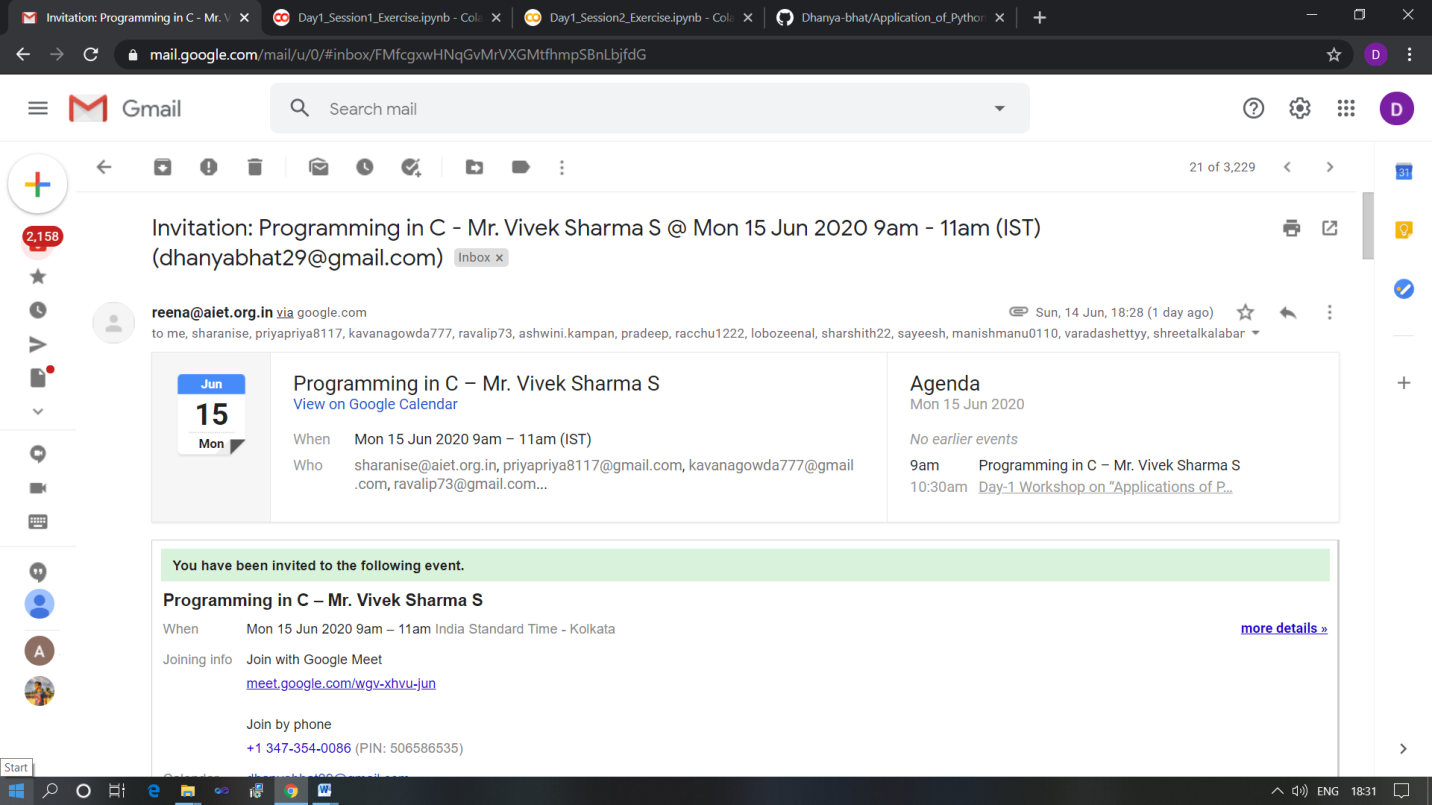 Invitation: Programming in C - Mr. V
Day1_Session1_Exercise.ipynb - Cola
Day1_Session2_Exercise.ipynb - Cola
Dhanya-bhat/Application_of_Python
mail.google.com/mail/u/0/#inbox/FMfcgxwHNqGvMrVXGMtfhmpSBnLbjfdG
D
Gmail
Search mail
D
21 of 3,229
31
2,158
Invitation: Programming in C - Mr. Vivek Sharma S @ Mon 15 Jun 2020 9am - 11am (IST)
(dhanyabhat29@gmail.com) Inbox ×
reena@aiet.org.in via google.com
Sun, 14 Jun, 18:28 (1 day ago)
to me, sharanise, priyapriya8117, kavanagowda777, ravalip73, ashwini.kampan, pradeep, racchu1222, lobozeenal, sharshith22, sayeesh, manishmanu0110, varadashettyy, shreetalkalabar
Jun
15
Mon
Programming in C – Mr. Vivek Sharma S
View on Google Calendar
When Mon 15 Jun 2020 9am – 11am (IST)
Who sharanise@aiet.org.in, priyapriya8117@gmail.com, kavanagowda777@gmail
.com, ravalip73@gmail.com...
Agenda
Mon 15 Jun 2020
No earlier events
9am Programming in C – Mr. Vivek Sharma S
10:30am Day-1 Workshop on “Applications of P...
You have been invited to the following event.
Programming in C – Mr. Vivek Sharma S
When Mon 15 Jun 2020 9am – 11am India Standard Time - Kolkata
more details »
Joining info Join with Google Meet
meet.google.com/wgv-xhvu-jun
Join by phone
+1 347-354-0086 (PIN: 506586535)
Calendar dhanyabhat29@gmail.com
A
Start
ENG 18:31